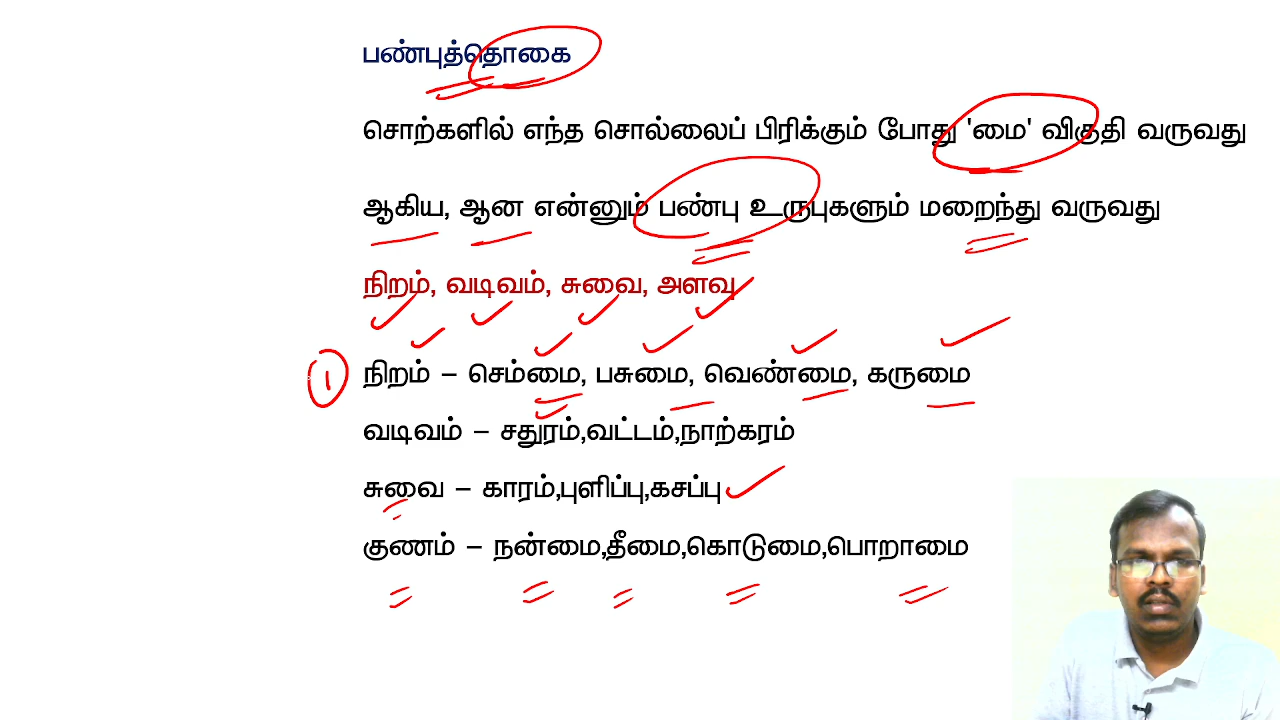 பண்புத்தொகை
சொற்களில் எந்த சொல்லைப் பிரிக்கும் போது 'மை' விகுதி வருவது
ஆகிய, ஆன என்னும் பண்பு உருபுகளும் மறைந்து வருவது
நிறம், வடிவம், சுவை, அளவு
1 நிறம் – செம்மை, பசுமை, வெண்மை, கருமை
வடிவம் – சதுரம்,வட்டம்,நாற்கரம்
சுவை – காரம்,புளிப்பு,கசப்பு
குணம் – நன்மை,தீமை,கொடுமை,பொறாமை